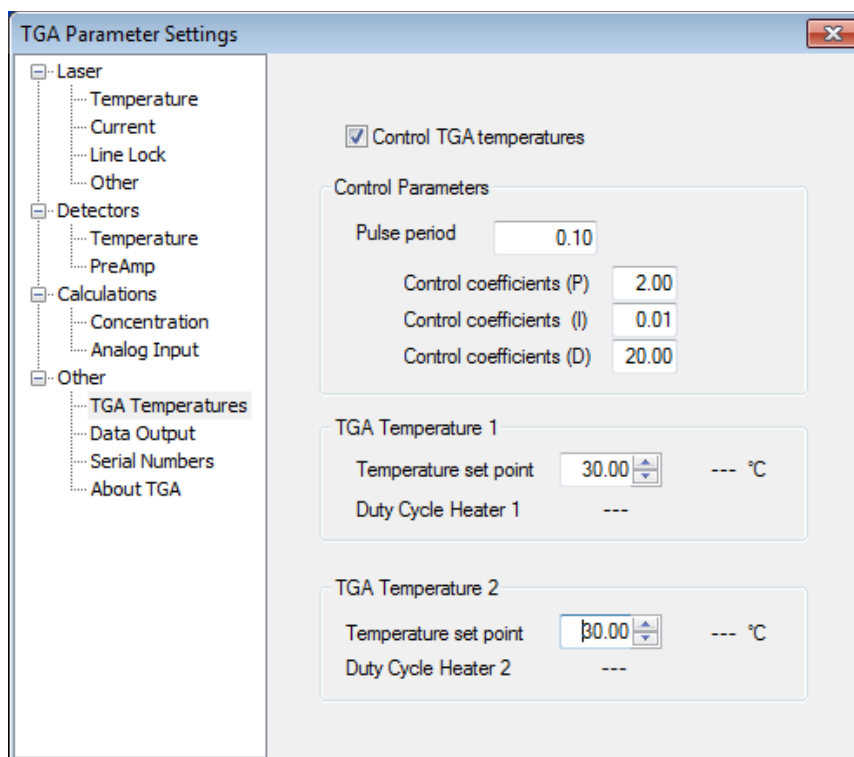 TGA Parameter Settings
Laser
Temperature
Current
Line Lock
Other
Detectors
Temperature
PreAmp
Calculations
Concentration
Analog Input
Other
TGA Temperatures
Data Output
Serial Numbers
About TGA
Control TGA temperatures
Control Parameters
Pulse period 0.10
Control coefficients (P) 2.00
Control coefficients (I) 0.01
Control coefficients (D) 20.00
TGA Temperature 1
Temperature set point 30.00 --- °C
Duty Cycle Heater 1 ---
TGA Temperature 2
Temperature set point 30.00 --- °C
Duty Cycle Heater 2 ---